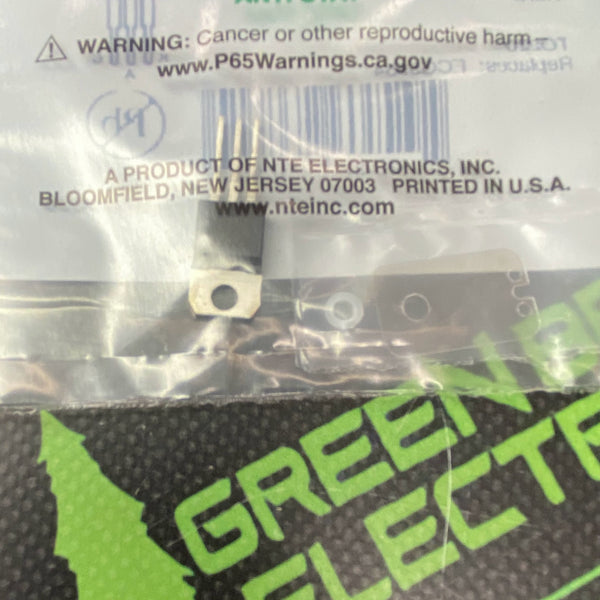 WARNING: Cancer or other reproductive harm –
www.P65Warnings.ca.gov
A PRODUCT OF NTE ELECTRONICS, INC.
BLOOMFIELD, NEW JERSEY 07003 PRINTED IN U.S.A.
www.nteinc.com
GREEN